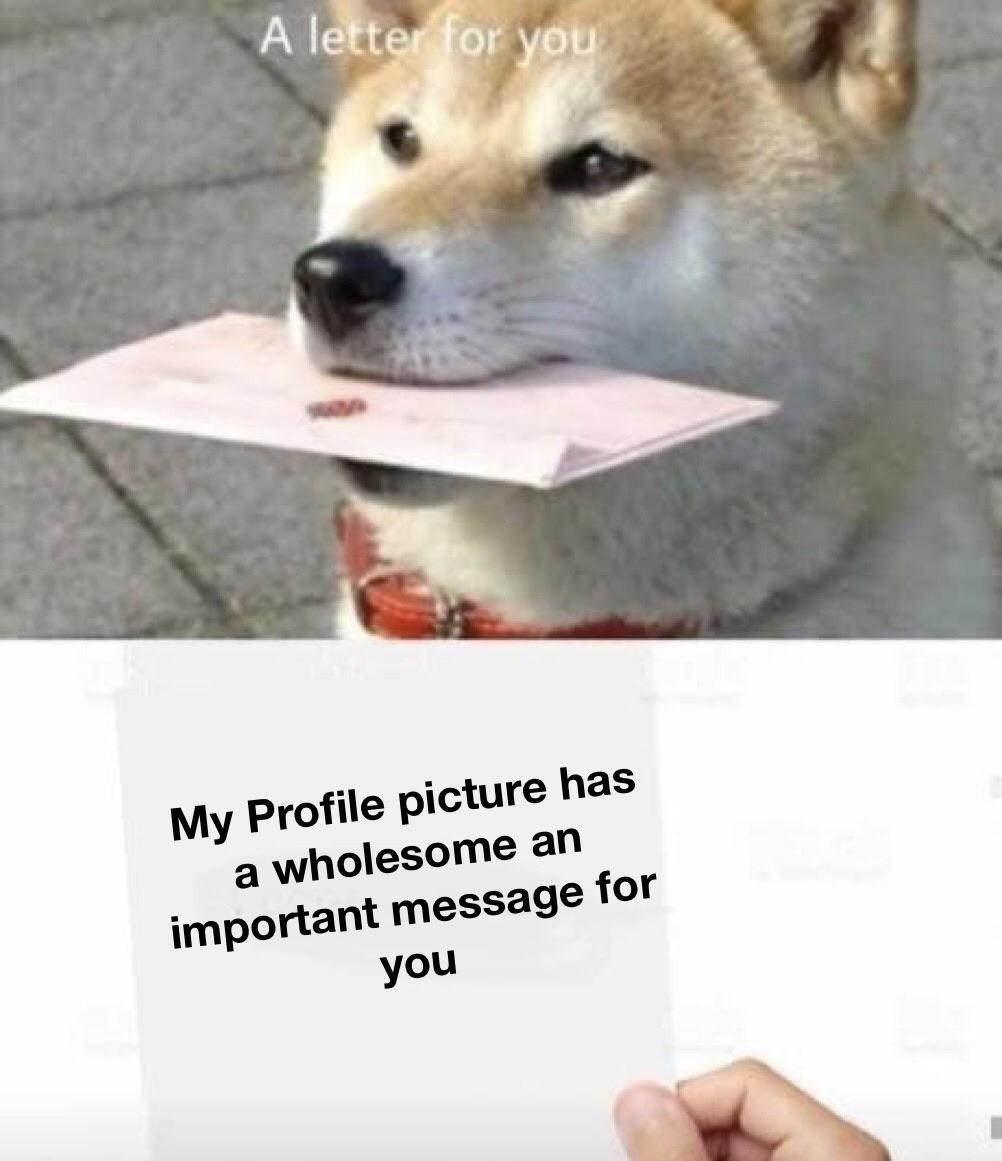 A letter for you
My Profile picture has
a wholesome an
important message for
you